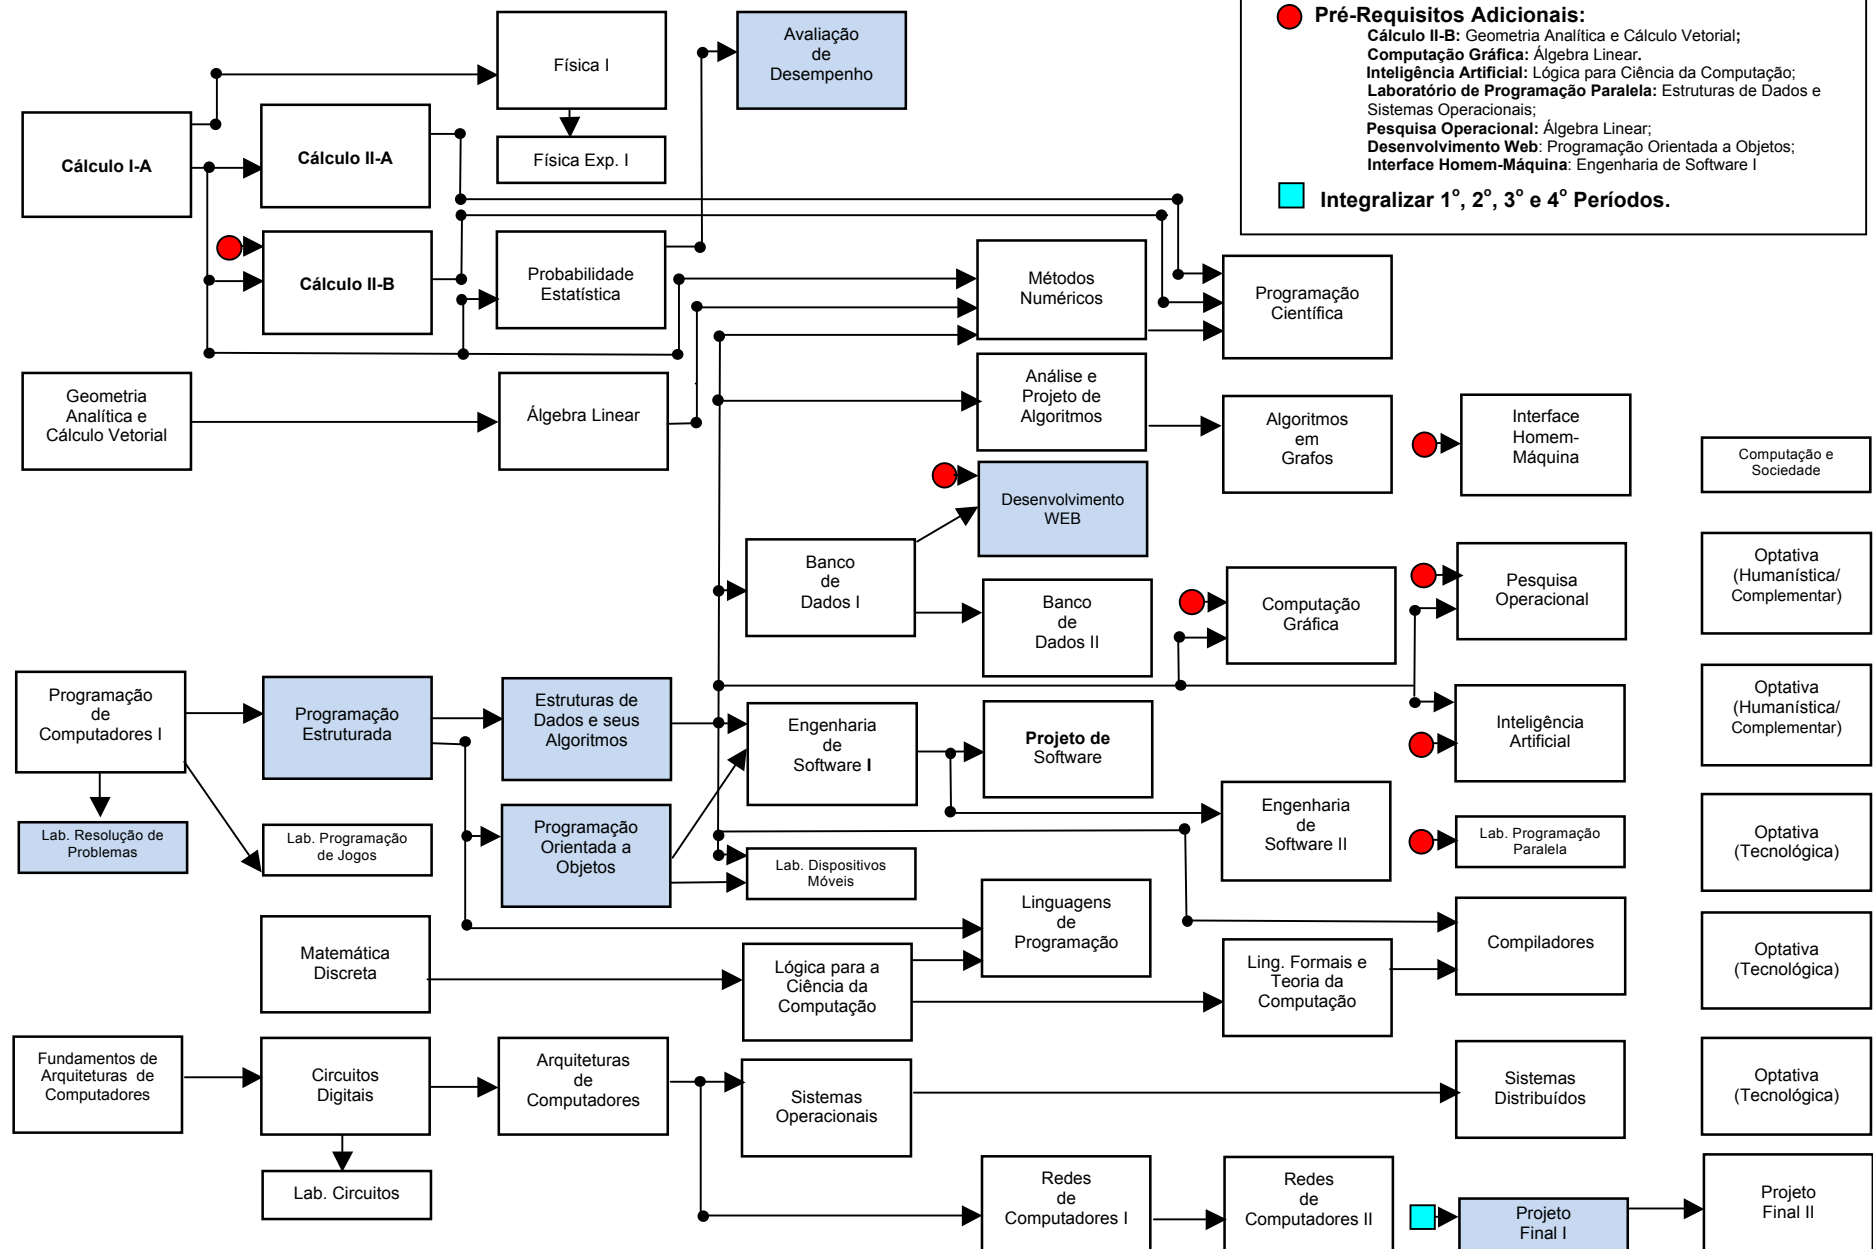 Pré-Requisitos Adicionais:
Cálculo II-B: Geometria Analítica e Cálculo Vetorial;
Computação Gráfica: Álgebra Linear.
Inteligência Artificial: Lógica para Ciência da Computação;
Laboratório de Programação Paralela: Estruturas de Dados e
Sistemas Operacionais;
Pesquisa Operacional: Álgebra Linear;
Desenvolvimento Web: Programação Orientada a Objetos;
Interface Homem-Máquina: Engenharia de Software I
Integralizar 1º, 2º, 3º e 4º Períodos.
Cálculo I-A
Cálculo II-A
Física I
Física Exp. I
Avaliação
de
Desempenho
Cálculo II-B
Probabilidade
Estatística
Métodos
Numéricos
Programação
Científica
Geometria
Analítica e
Cálculo Vetorial
Álgebra Linear
Análise e
Projeto de
Algoritmos
Algoritmos
em
Grafos
Interface
Homem-
Máquina
Computação e
Sociedade
Desenvolvimento
WEB
Banco
de
Dados I
Banco
de
Dados II
Computação
Gráfica
Pesquisa
Operacional
Optativa
(Humanística/
Complementar)
Programação
de
Computadores I
Programação
Estruturada
Estruturas de
Dados e seus
Algoritmos
Engenharia
de
Software I
Projeto de
Software
Inteligência
Artificial
Optativa
(Humanística/
Complementar)
Lab. Resolução de
Problemas
Lab. Programação
de Jogos
Programação
Orientada a
Objetos
Lab. Dispositivos
Móveis
Engenharia
de
Software II
Lab. Programação
Paralela
Optativa
(Tecnológica)
Matemática
Discreta
Lógica para a
Ciência da
Computação
Linguagens
de
Programação
Ling. Formais e
Teoria da
Computação
Compiladores
Optativa
(Tecnológica)
Fundamentos de
Arquiteturas de
Computadores
Circuitos
Digitais
Arquiteturas
de
Computadores
Sistemas
Operacionais
Sistemas
Distribuídos
Optativa
(Tecnológica)
Lab. Circuitos
Redes
de
Computadores I
Redes
de
Computadores II
Projeto
Final I
Projeto
Final II